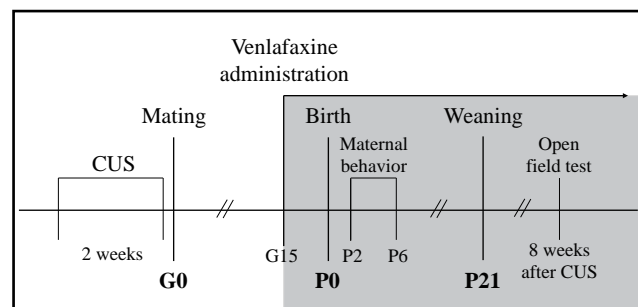 Venlafaxine
administration
Mating
Birth
Weaning
CUS
Maternal
behavior
Open
field test
2 weeks
G15
P2
P6
8 weeks
after CUS
G0
P0
P21